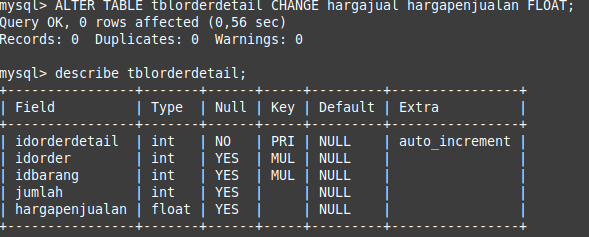 mysql> ALTER TABLE tblorderdetail CHANGE hargajual hargapenjualan FLOAT;
Query OK, 0 rows affected (0,56 sec)
Records: 0  Duplicates: 0  Warnings: 0

mysql> describe tblorderdetail;
+----------------+-------+------+-----+---------+----------------+
| Field          | Type  | Null | Key | Default | Extra          |
+----------------+-------+------+-----+---------+----------------+
| idorderdetail  | int   | NO   | PRI | NULL    | auto_increment |
| idorder        | int   | YES  | MUL | NULL    |                |
| idbarang       | int   | YES  | MUL | NULL    |                |
| jumlah         | int   | YES  |     | NULL    |                |
| hargapenjualan | float | YES  |     | NULL    |                |
+----------------+-------+------+-----+---------+----------------+